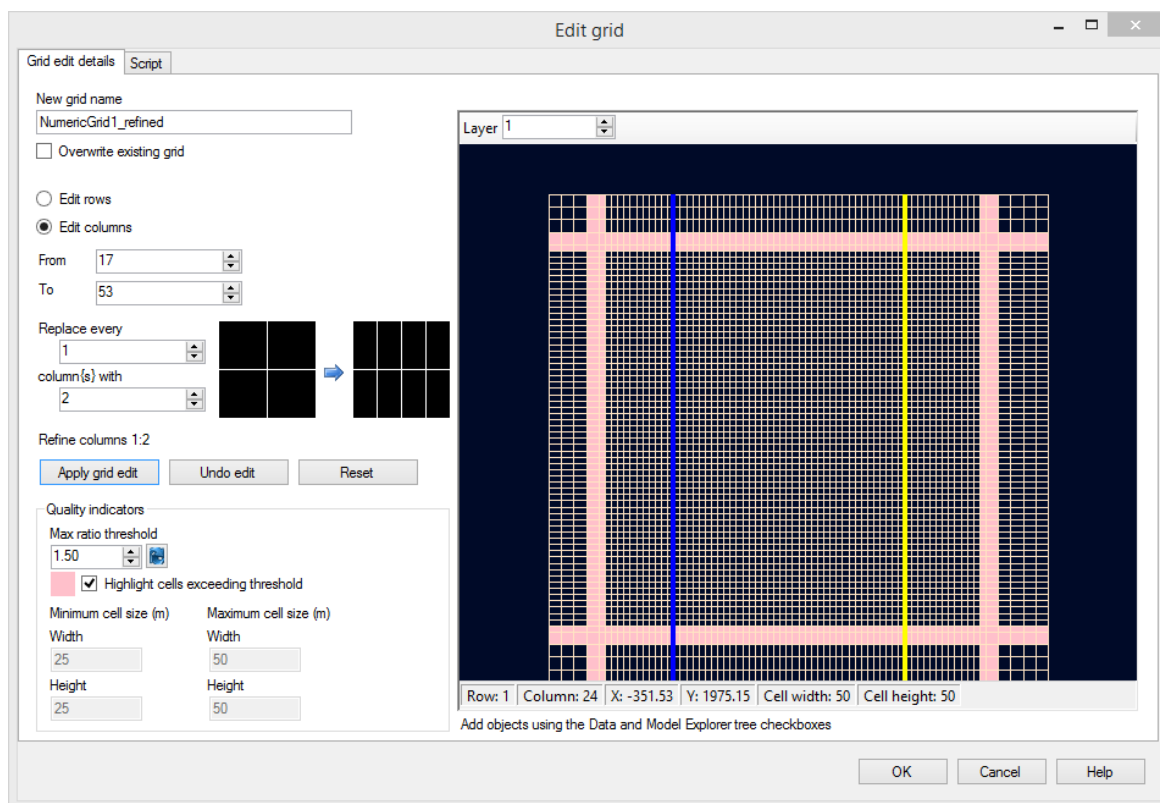 Edit grid
Grid edit details
Script
New grid name
NumericGrid1_refined
Overwrite existing grid
Edit rows
Edit columns
From
17
To
53
Replace every
1
column{s} with
2
Refine columns 1:2
Apply grid edit
Undo edit
Reset
Quality indicators
Max ratio threshold
1.50
Highlight cells exceeding threshold
Minimum cell size (m)
Maximum cell size (m)
Width
Width
25
50
Height
Height
25
50
Layer 1
Row: 1 Column: 24 X: -351.53 Y: 1975.15 Cell width: 50 Cell height: 50
Add objects using the Data and Model Explorer tree checkboxes
OK
Cancel
Help